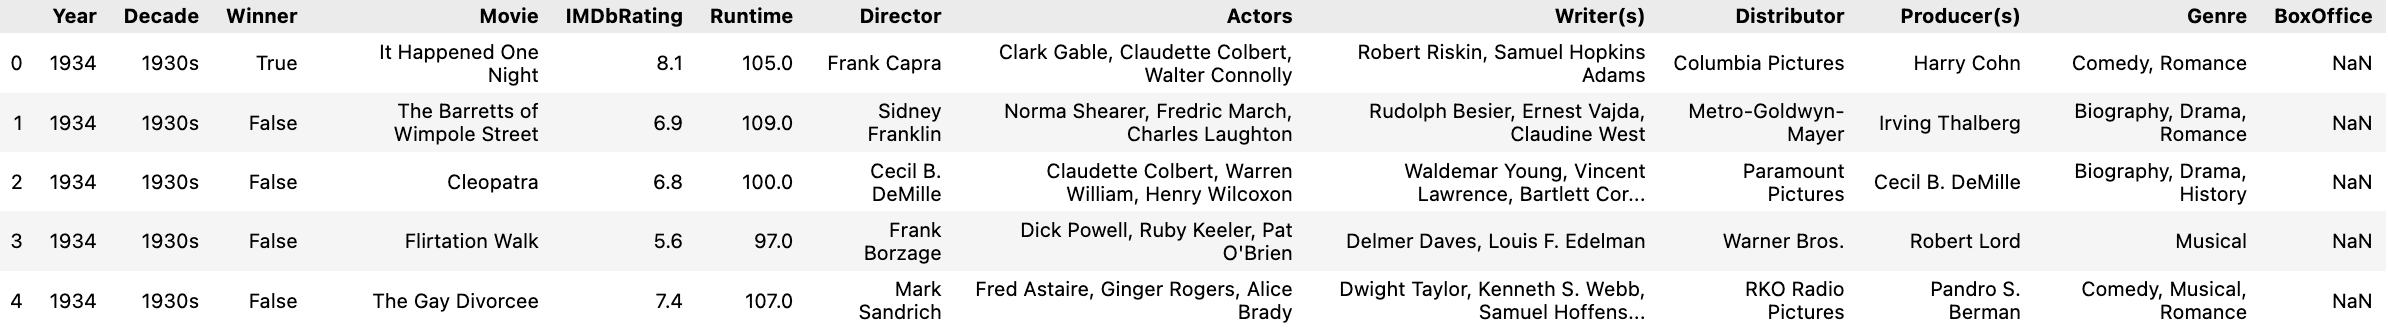 Year Decade Winner Movie IMDbRating Runtime Director Actors Writer(s) Distributor Producer(s) Genre BoxOffice
0 1934 1930s True It Happened One Night 8.1 105.0 Frank Capra Clark Gable, Claudette Colbert, Walter Connolly Robert Riskin, Samuel Hopkins Adams Columbia Pictures Harry Cohn Comedy, Romance NaN
1 1934 1930s False The Barretts of Wimpole Street 6.9 109.0 Sidney Franklin Norma Shearer, Fredric March, Charles Laughton Rudolph Besier, Ernest Vajda, Claudine West Metro-Goldwyn-Mayer Irving Thalberg Biography, Drama, Romance NaN
2 1934 1930s False Cleopatra 6.8 100.0 Cecil B. DeMille Claudette Colbert, Warren William, Henry Wilcoxon Waldemar Young, Vincent Lawrence, Bartlett Cor... Paramount Pictures Cecil B. DeMille Biography, Drama, History NaN
3 1934 1930s False Flirtation Walk 5.6 97.0 Frank Borzage Dick Powell, Ruby Keeler, Pat O'Brien Delmer Daves, Louis F. Edelman Warner Bros. Robert Lord Musical NaN
4 1934 1930s False The Gay Divorcee 7.4 107.0 Mark Sandrich Fred Astaire, Ginger Rogers, Alice Brady Dwight Taylor, Kenneth S. Webb, Samuel Hoffens... RKO Radio Pictures Pandro S. Berman Comedy, Musical, Romance NaN